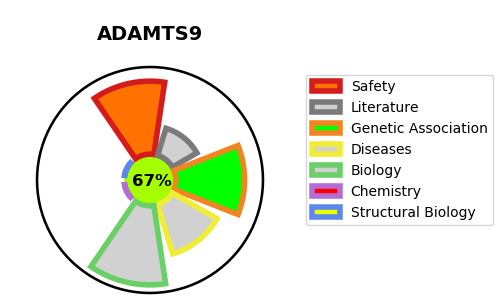 ADAMTS9
67%
Safety
Literature
Genetic Association
Diseases
Biology
Chemistry
Structural Biology